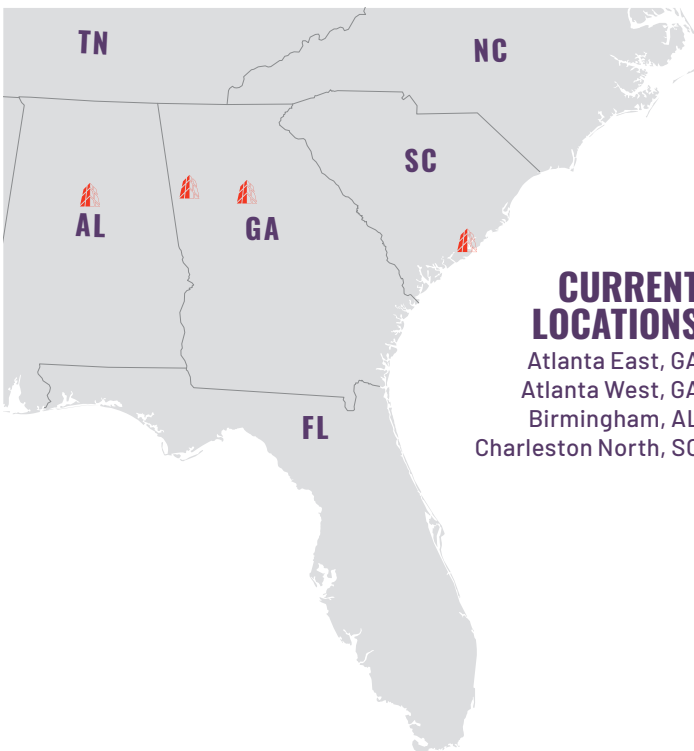 TN
NC
SC
AL
GA
FL
CURRENT
LOCATIONS
Atlanta East, GA
Atlanta West, GA
Birmingham, AL
Charleston North, SC